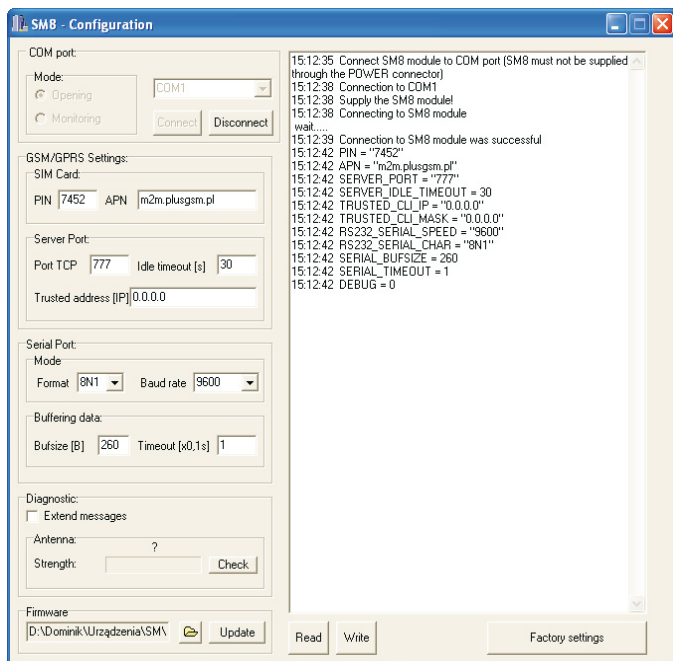 SM8 - Configuration
COM port:
Mode:
Opening
Monitoring
COM1
Connect
Disconnect
GSM/GPRS Settings:
SIM Card:
PIN 7452 APN m2m.plusgsm.pl
Server Port:
Port TCP 777 Idle timeout [s] 30
Trusted address [IP] 0.0.0.0
Serial Port:
Mode
Format 8N1 Baud rate 9600
Buffering data:
Bufsize [B] 260 Timeout [x0,1s] 1
Diagnostic:
Extend messages
Antenna:
?
Strength: Check
Firmware
D:\Dominik\Urządzenia\SM\ Update
15:12:35 Connect SM8 module to COM port (SM8 must not be supplied
through the POWER connector)
15:12:38 Connection to COM1
15:12:38 Supply the SM8 module!
15:12:38 Connecting to SM8 module
wait.....
15:12:39 Connection to SM8 module was successful
15:12:42 PIN = "7452"
15:12:42 APN = "m2m.plusgsm.pl"
15:12:42 SERVER_PORT = "777"
15:12:42 SERVER_IDLE_TIMEOUT = 30
15:12:42 TRUSTED_CLI_IP = "0.0.0.0"
15:12:42 TRUSTED_CLI_MASK = "0.0.0.0"
15:12:42 RS232_SERIAL_SPEED = "9600"
15:12:42 RS232_SERIAL_CHAR = "8N1"
15:12:42 SERIAL_BUFSIZE = 260
15:12:42 SERIAL_TIMEOUT = 1
15:12:42 DEBUG = 0
Read Write Factory settings